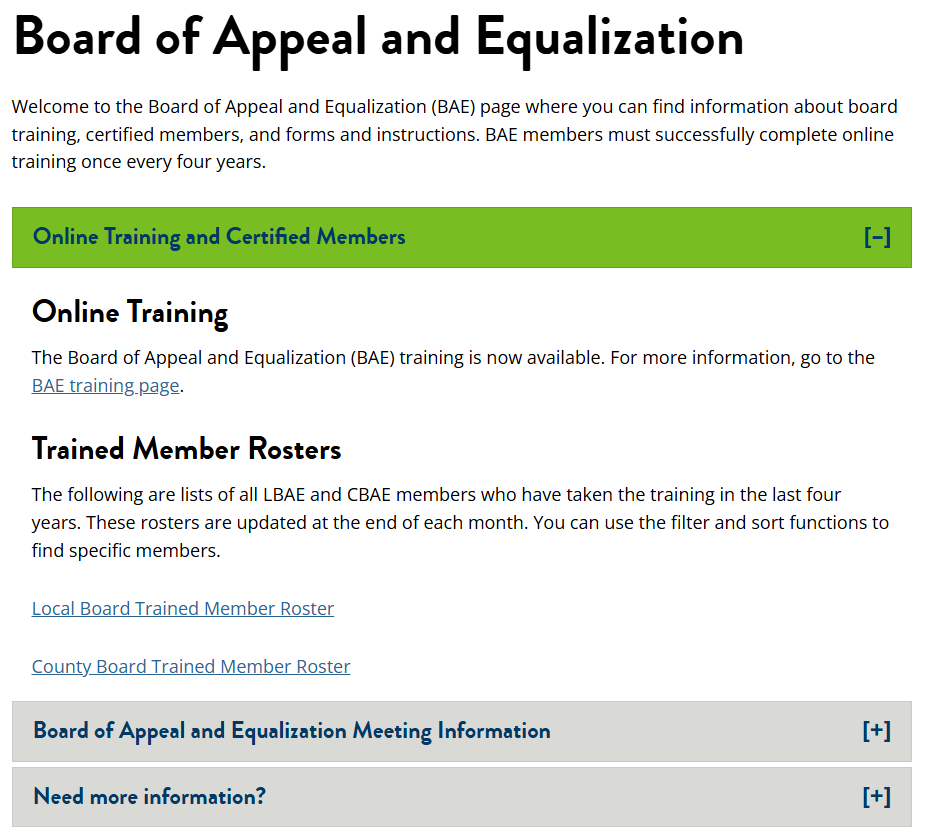 Board of Appeal and Equalization
Welcome to the Board of Appeal and Equalization (BAE) page where you can find information about board
training, certified members, and forms and instructions. BAE members must successfully complete online
training once every four years.
Online Training and Certified Members [–]
Online Training
The Board of Appeal and Equalization (BAE) training is now available. For more information, go to the
BAE training page.
Trained Member Rosters
The following are lists of all LBAE and CBAE members who have taken the training in the last four
years. These rosters are updated at the end of each month. You can use the filter and sort functions to
find specific members.
Local Board Trained Member Roster
County Board Trained Member Roster
Board of Appeal and Equalization Meeting Information [+]
Need more information? [+]